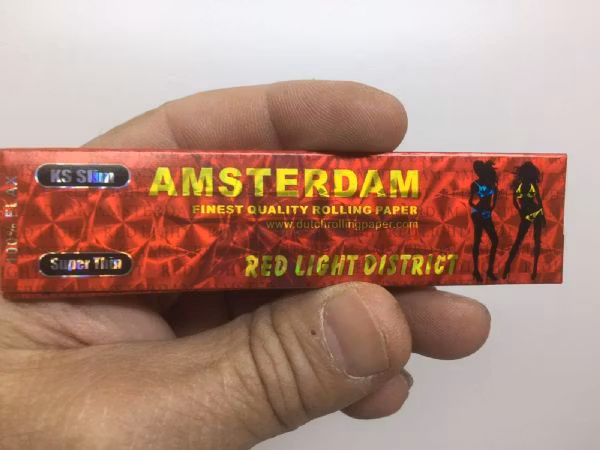 KS Slim
100% FLAX
AMSTERDAM
FINEST QUALITY ROLLING PAPER
www.dutchrollingpaper.com
Super Thin
RED LIGHT DISTRICT